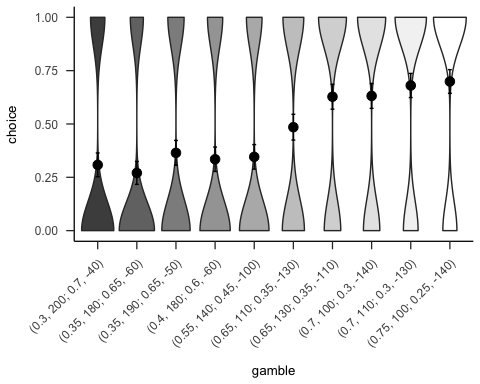 1.00
0.75
0.50
0.25
0.00
choice
(0.3, 200; 0.7, -40)
(0.35, 180; 0.65, -60)
(0.35, 190; 0.65, -50)
(0.4, 180; 0.6, -60)
(0.55, 140; 0.45, -100)
(0.65, 110; 0.35, -130)
(0.65, 130; 0.35, -110)
(0.7, 100; 0.3, -140)
(0.7, 110; 0.3, -130)
(0.75, 100; 0.25, -140)
gamble